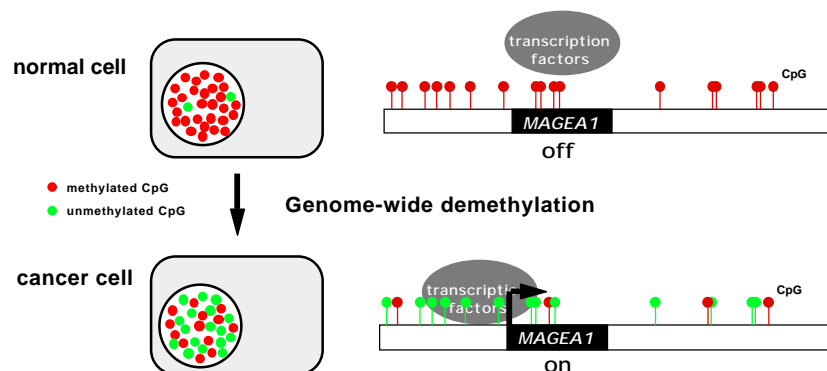 normal cell
transcription
factors
CpG
MAGEA1
off
methylated CpG
unmethylated CpG
Genome-wide demethylation
cancer cell
transcription
factors
CpG
MAGEA1
on